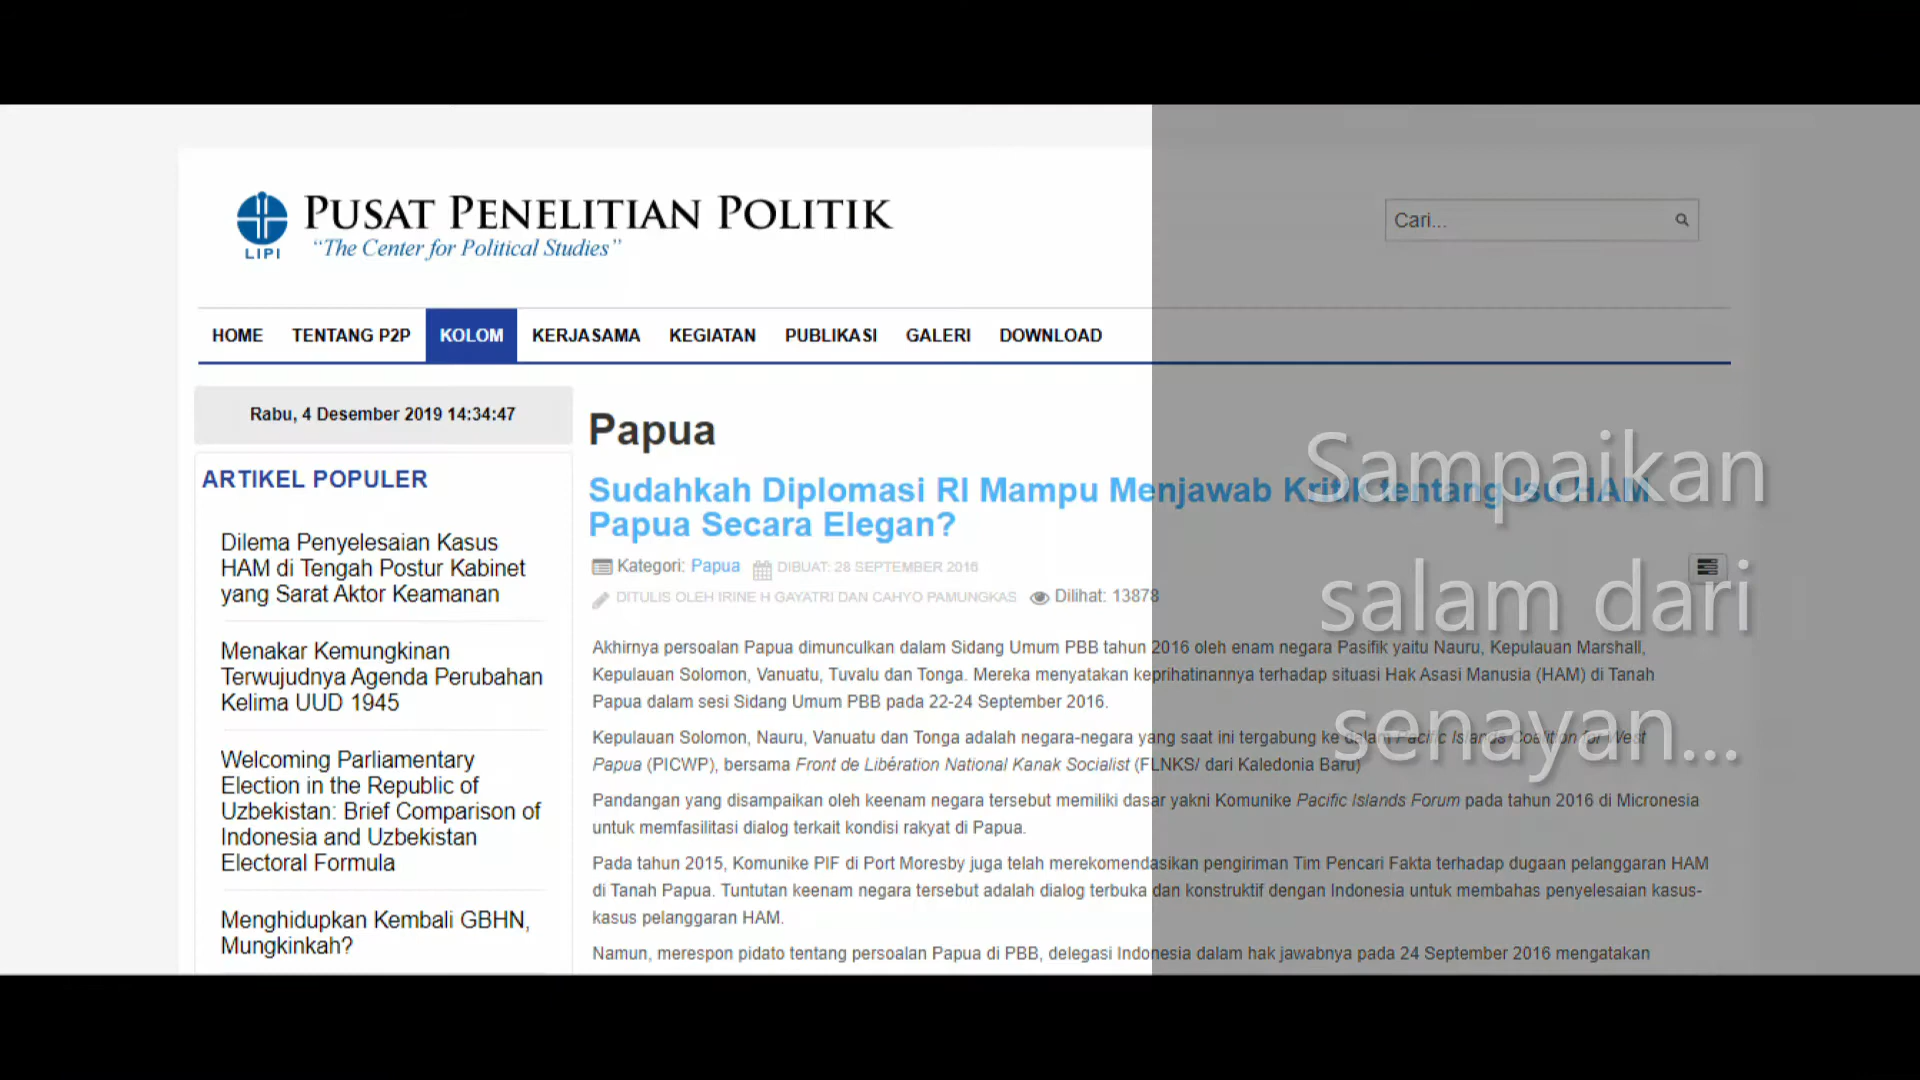 PUSAT PENELITIAN POLITIK
LIPI
“The Center for Political Studies”
Cari...
HOME TENTANG P2P KOLOM KERJASAMA KEGIATAN PUBLIKASI GALERI DOWNLOAD
Rabu, 4 Desember 2019 14:34:47
ARTIKEL POPULER
Dilema Penyelesaian Kasus
HAM di Tengah Postur Kabinet
yang Sarat Aktor Keamanan
Menakar Kemungkinan
Terwujudnya Agenda Perubahan
Kelima UUD 1945
Welcoming Parliamentary
Election in the Republic of
Uzbekistan: Brief Comparison of
Indonesia and Uzbekistan
Electoral Formula
Menghidupkan Kembali GBHN,
Mungkinkah?
Papua
Sudahkah Diplomasi RI Mampu Menjawab Kritik tentang Isu HAM
Papua Secara Elegan?
Kategori: Papua DIBUAT: 28 SEPTEMBER 2016
DITULIS OLEH IRINE H GAYATRI DAN CAHYO PAMUNGKAS Dilihat: 13878
Akhirnya persoalan Papua dimunculkan dalam Sidang Umum PBB tahun 2016 oleh enam negara Pasifik yaitu Nauru, Kepulauan Marshall,
Kepulauan Solomon, Vanuatu, Tuvalu dan Tonga. Mereka menyatakan keprihatinannya terhadap situasi Hak Asasi Manusia (HAM) di Tanah
Papua dalam sesi Sidang Umum PBB pada 22-24 September 2016.
Kepulauan Solomon, Nauru, Vanuatu dan Tonga adalah negara-negara yang saat ini tergabung ke dalam Pacific Islands Coalition for West
Papua (PICWP), bersama Front de Libération National Kanak Socialist (FLNKS/ dari Kaledonia Baru)
Pandangan yang disampaikan oleh keenam negara tersebut memiliki dasar yakni Komunike Pacific Islands Forum pada tahun 2016 di Micronesia
untuk memfasilitasi dialog terkait kondisi rakyat di Papua.
Pada tahun 2015, Komunike PIF di Port Moresby juga telah merekomendasikan pengiriman Tim Pencari Fakta terhadap dugaan pelanggaran HAM
di Tanah Papua. Tuntutan keenam negara tersebut adalah dialog terbuka dan konstruktif dengan Indonesia untuk membahas penyelesaian kasus-
kasus pelanggaran HAM.
Namun, merespon pidato tentang persoalan Papua di PBB, delegasi Indonesia dalam hak jawabnya pada 24 September 2016 mengatakan
Sampaikan
salam dari
senayan...